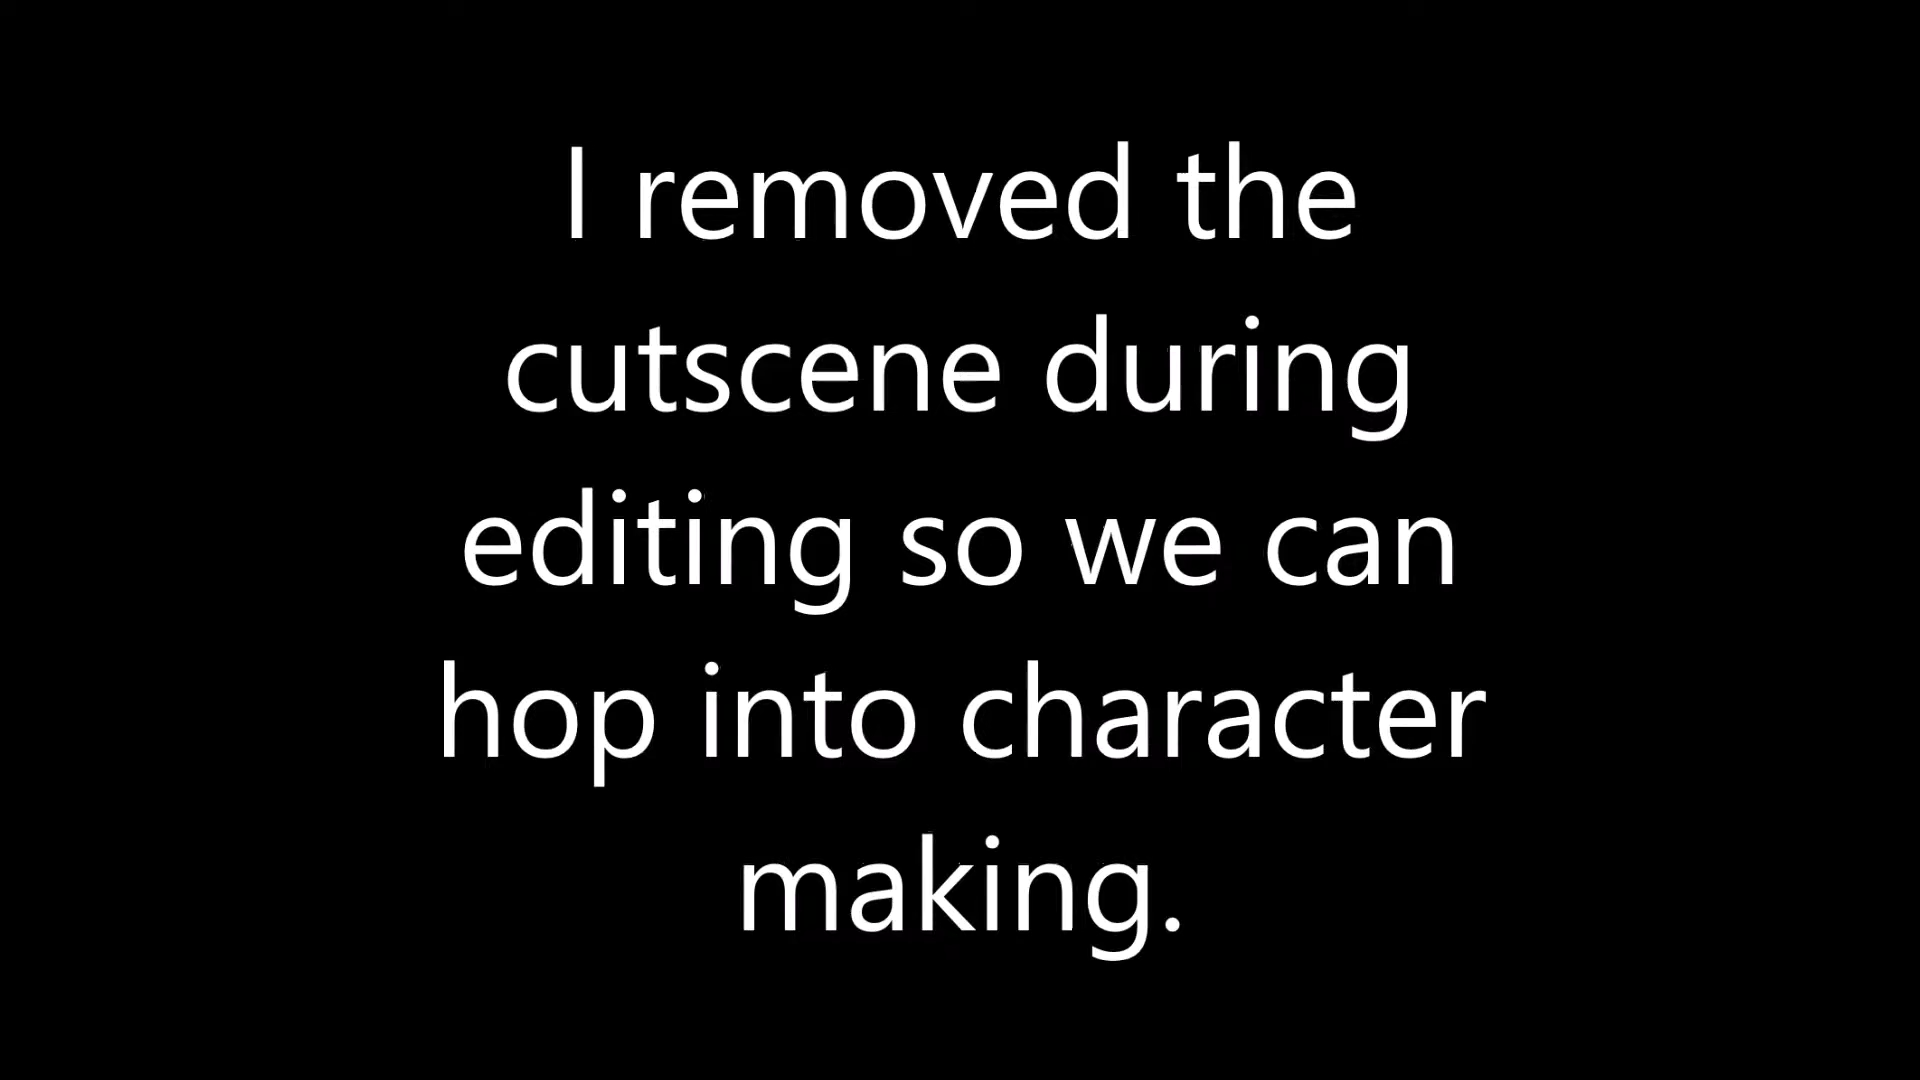 I removed the
cutscene during
editing so we can
hop into character
making.